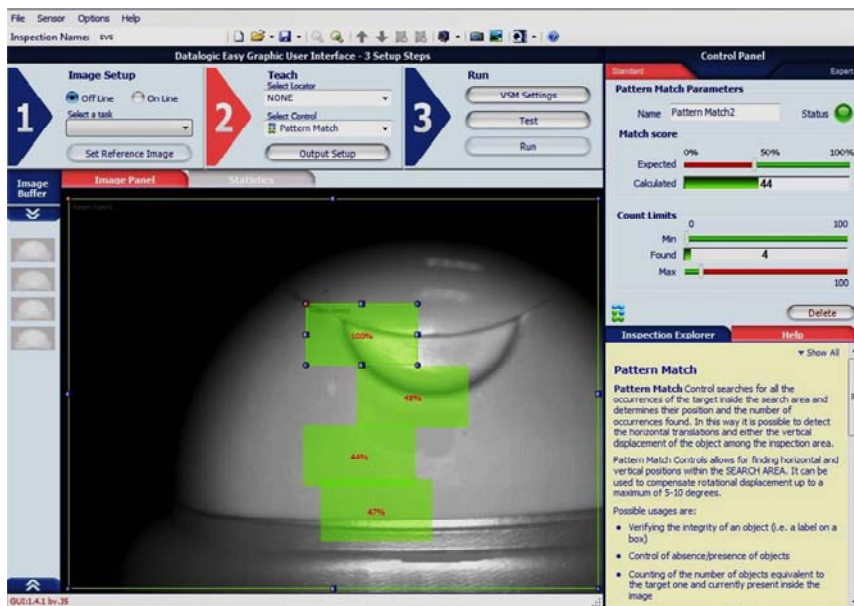 File Sensor Options Help
Inspection Name: svs
Datalogic Easy Graphic User Interface - 3 Setup Steps
Control Panel
1
Image Setup
Off Line On Line
Select a task
Set Reference Image
2
Teach
Select Locator
NONE
Select Control
Pattern Match
Output Setup
3
Run
VSM Settings
Test
Run
Standard Expert
Pattern Match Parameters
Name Pattern Match2 Status
Match score
0% 50% 100%
Expected
Calculated 44
Count Limits
0 100
Min
Found 4
Max
100
Delete
Image Buffer
Image Panel Statistics
100%
44%
47%
Inspection Explorer Help
Show All
Pattern Match
Pattern Match Control searches for all the
occurrences of the target inside the search area and
determines their position and the number of
occurrences found. In this way it is possible to detect
the horizontal translations and either the vertical
displacement of the object among the inspection area.
Pattern Match Controls allows for finding horizontal and
vertical positions within the SEARCH AREA. It can be
used to compensate rotational displacement up to a
maximum of 5-10 degrees.
Possible usages are:
• Verifying the integrity of an object (i.e. a label on a
box)
• Control of absence/presence of objects
• Counting of the number of objects equivalent to
the target one and currently present inside the
image
GUI:1.4.1 bv.35